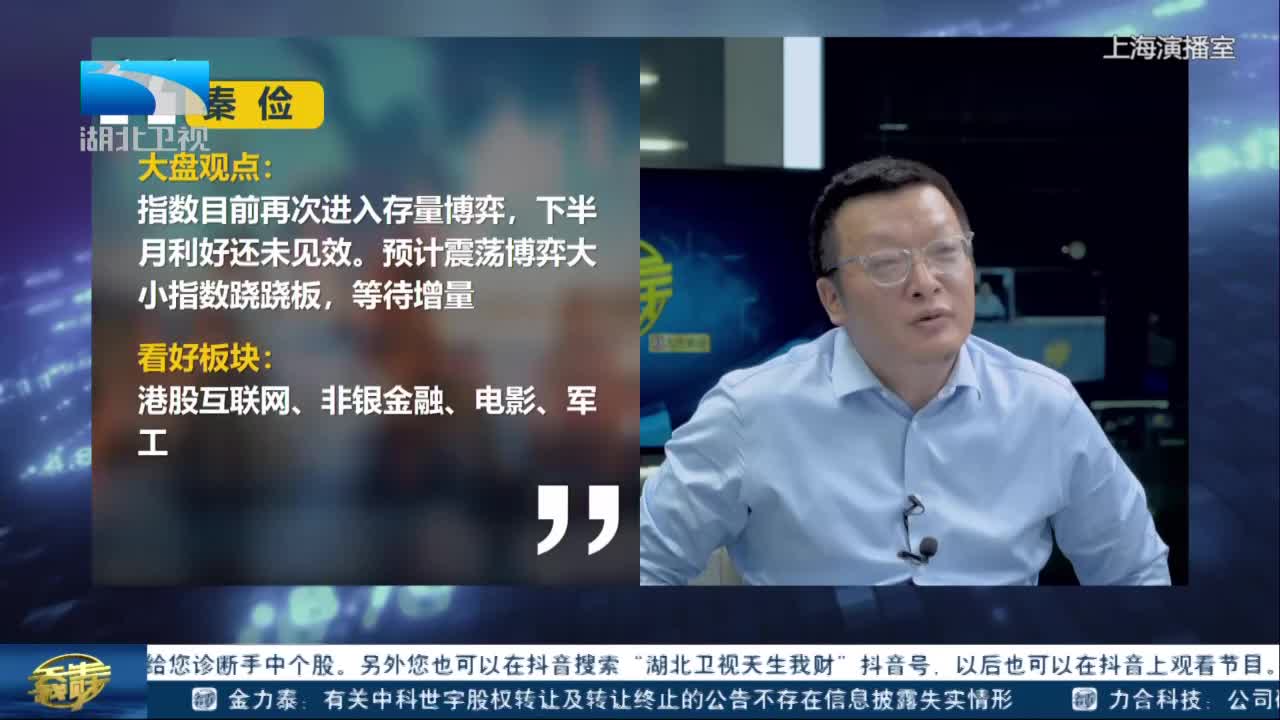 上海演播室
湖北卫视
秦 俭
大盘观点：
指数目前再次进入存量博弈，下半
月利好还未见效。预计震荡博弈大
小指数跷跷板，等待增量
看好板块：
港股互联网、非银金融、电影、军
工
给您诊断手中个股。另外您也可以在抖音搜索“湖北卫视天生我财”抖音号，以后也可以在抖音上观看节目。
金力泰：有关中科世宇股权转让及转让终止的公告不存在信息披露失实情形
力合科技：公司